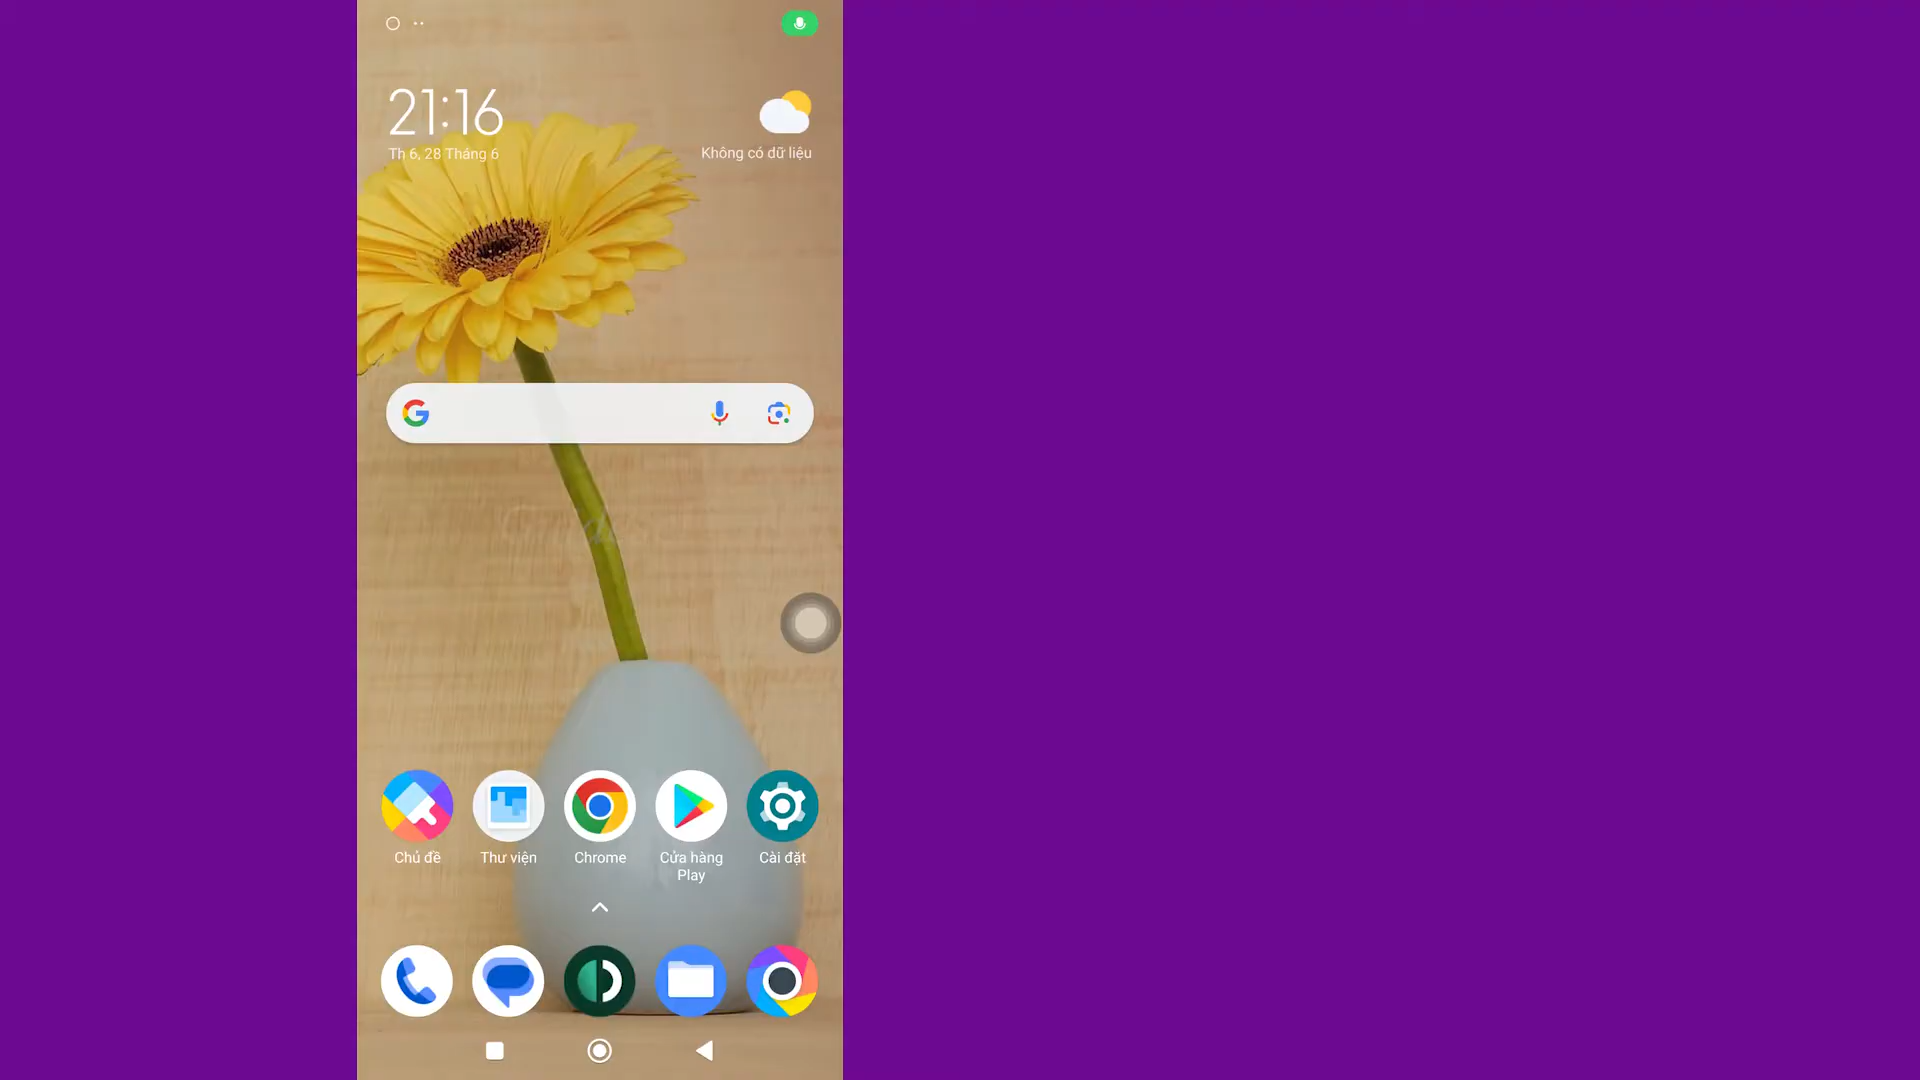 21:16
Th 6, 28 Tháng 6
Không có dữ liệu
Chủ đề
Thư viện
Chrome
Cửa hàng
Play
Cài đặt